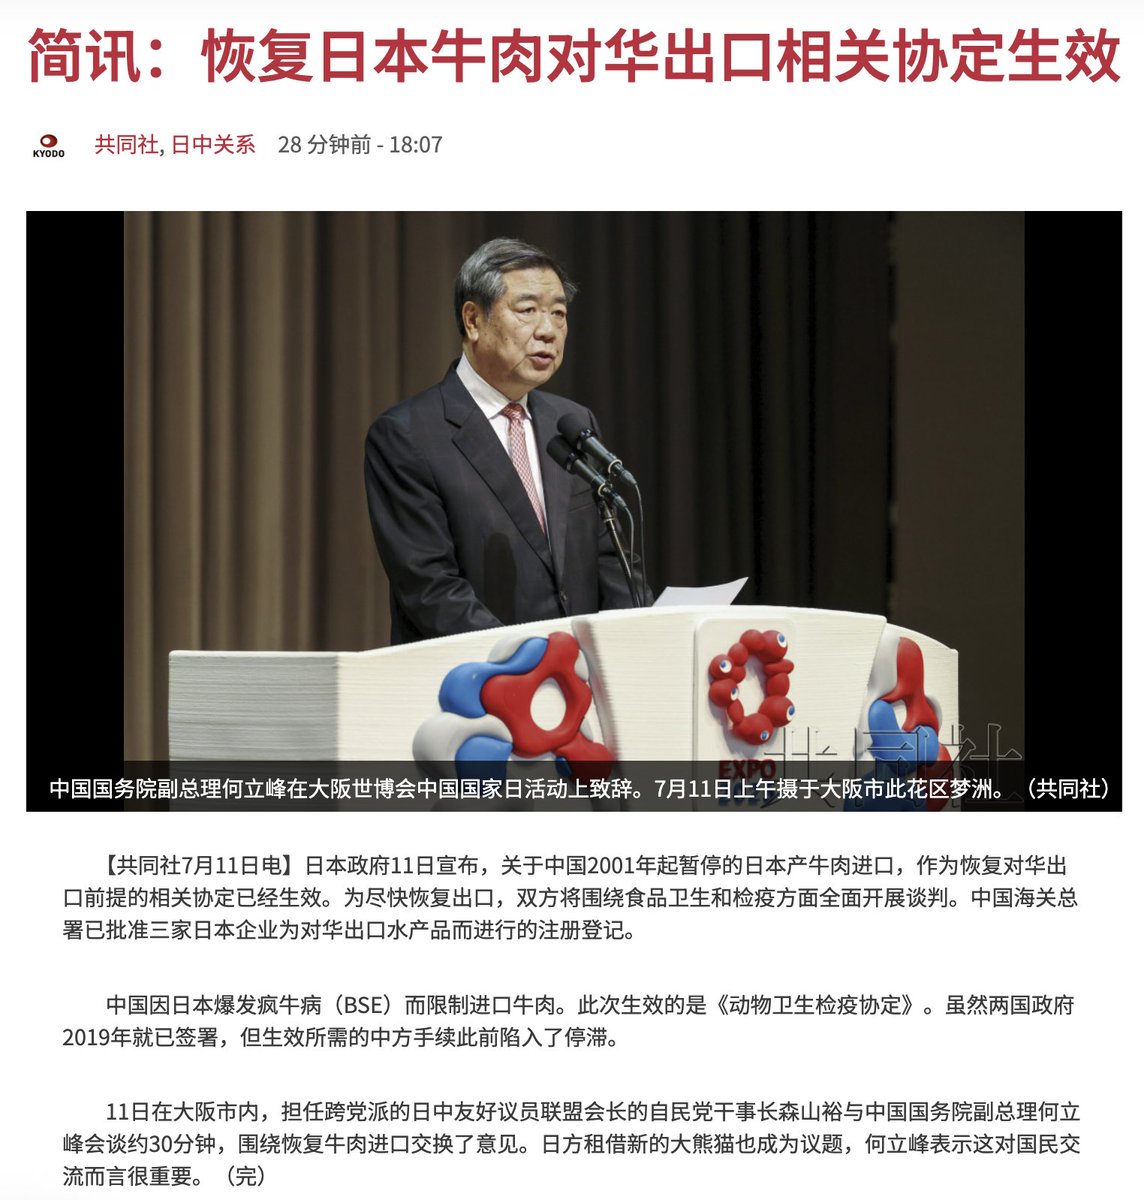 简讯：恢复日本牛肉对华出口相关协定生效
KYODO
共同社, 日中关系 28 分钟前 - 18:07
EXPO
共同社
中国国务院副总理何立峰在大阪世博会中国国家日活动上致辞。7月11日上午摄于大阪市此花区梦洲。（共同社）
【共同社7月11日电】日本政府11日宣布，关于中国2001年起暂停的日本产牛肉进口，作为恢复对华出
口前提的相关协定已经生效。为尽快恢复出口，双方将围绕食品卫生和检疫方面全面开展谈判。中国海关总
署已批准三家日本企业为对华出口水产品而进行的注册登记。
中国因日本爆发疯牛病（BSE）而限制进口牛肉。此次生效的是《动物卫生检疫协定》。虽然两国政府
2019年就已签署，但生效所需的中方手续此前陷入了停滞。
11日在大阪市内，担任跨党派的日中友好议员联盟会长的自民党干事长森山裕与中国国务院副总理何立
峰会谈约30分钟，围绕恢复牛肉进口交换了意见。日方租借新的大熊猫也成为议题，何立峰表示这对国民交
流而言很重要。（完）